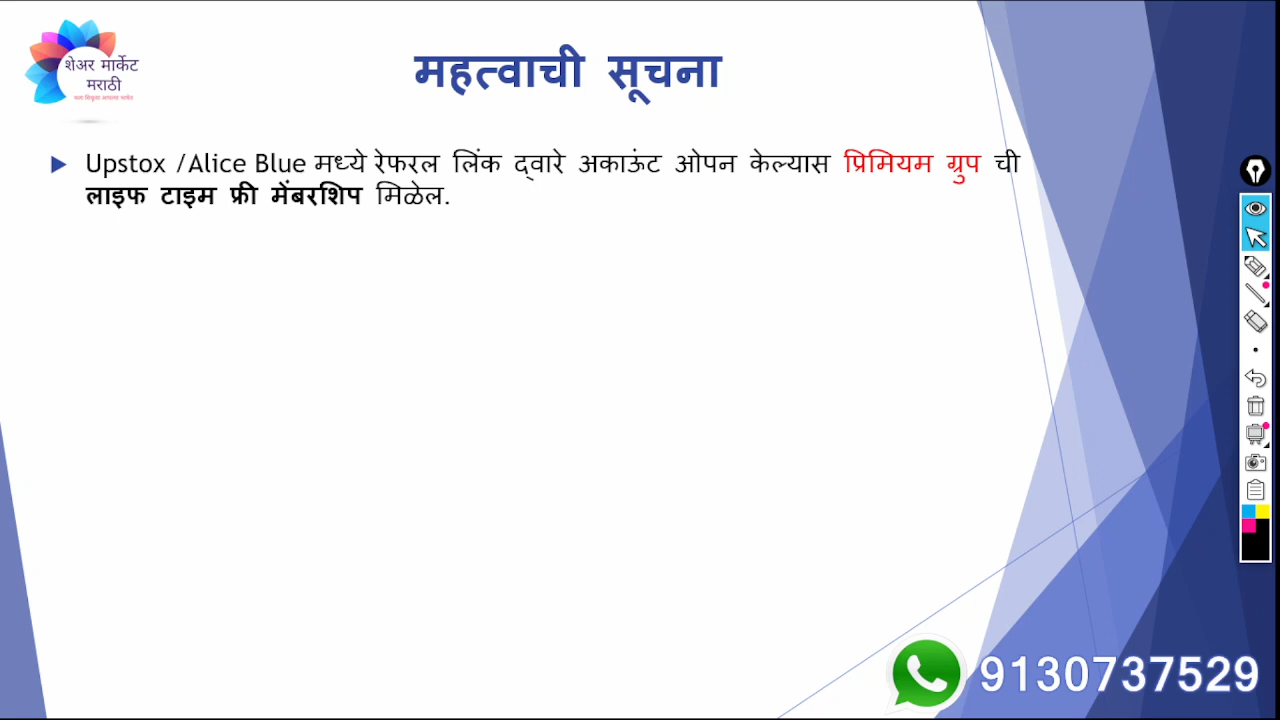 शेअर मार्केट
मराठी
महत्वाची सूचना
Upstox /Alice Blue मध्ये रेफरल लिंक द्वारे अकाऊंट ओपन केल्यास प्रिमियम ग्रुप ची
लाइफ टाइम फ्री मेंबरशिप मिळेल.
9130737529